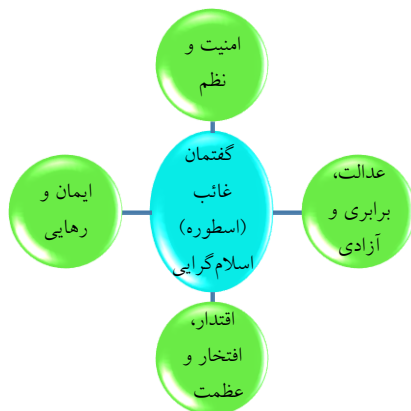 امنیت و
نظم
گفتمان
غائب
(اسطوره)
اسلام‌گرایی
عدالت،
برابری و
آزادی
ایمان و
رهایی
اقتدار،
افتخار و
عظمت